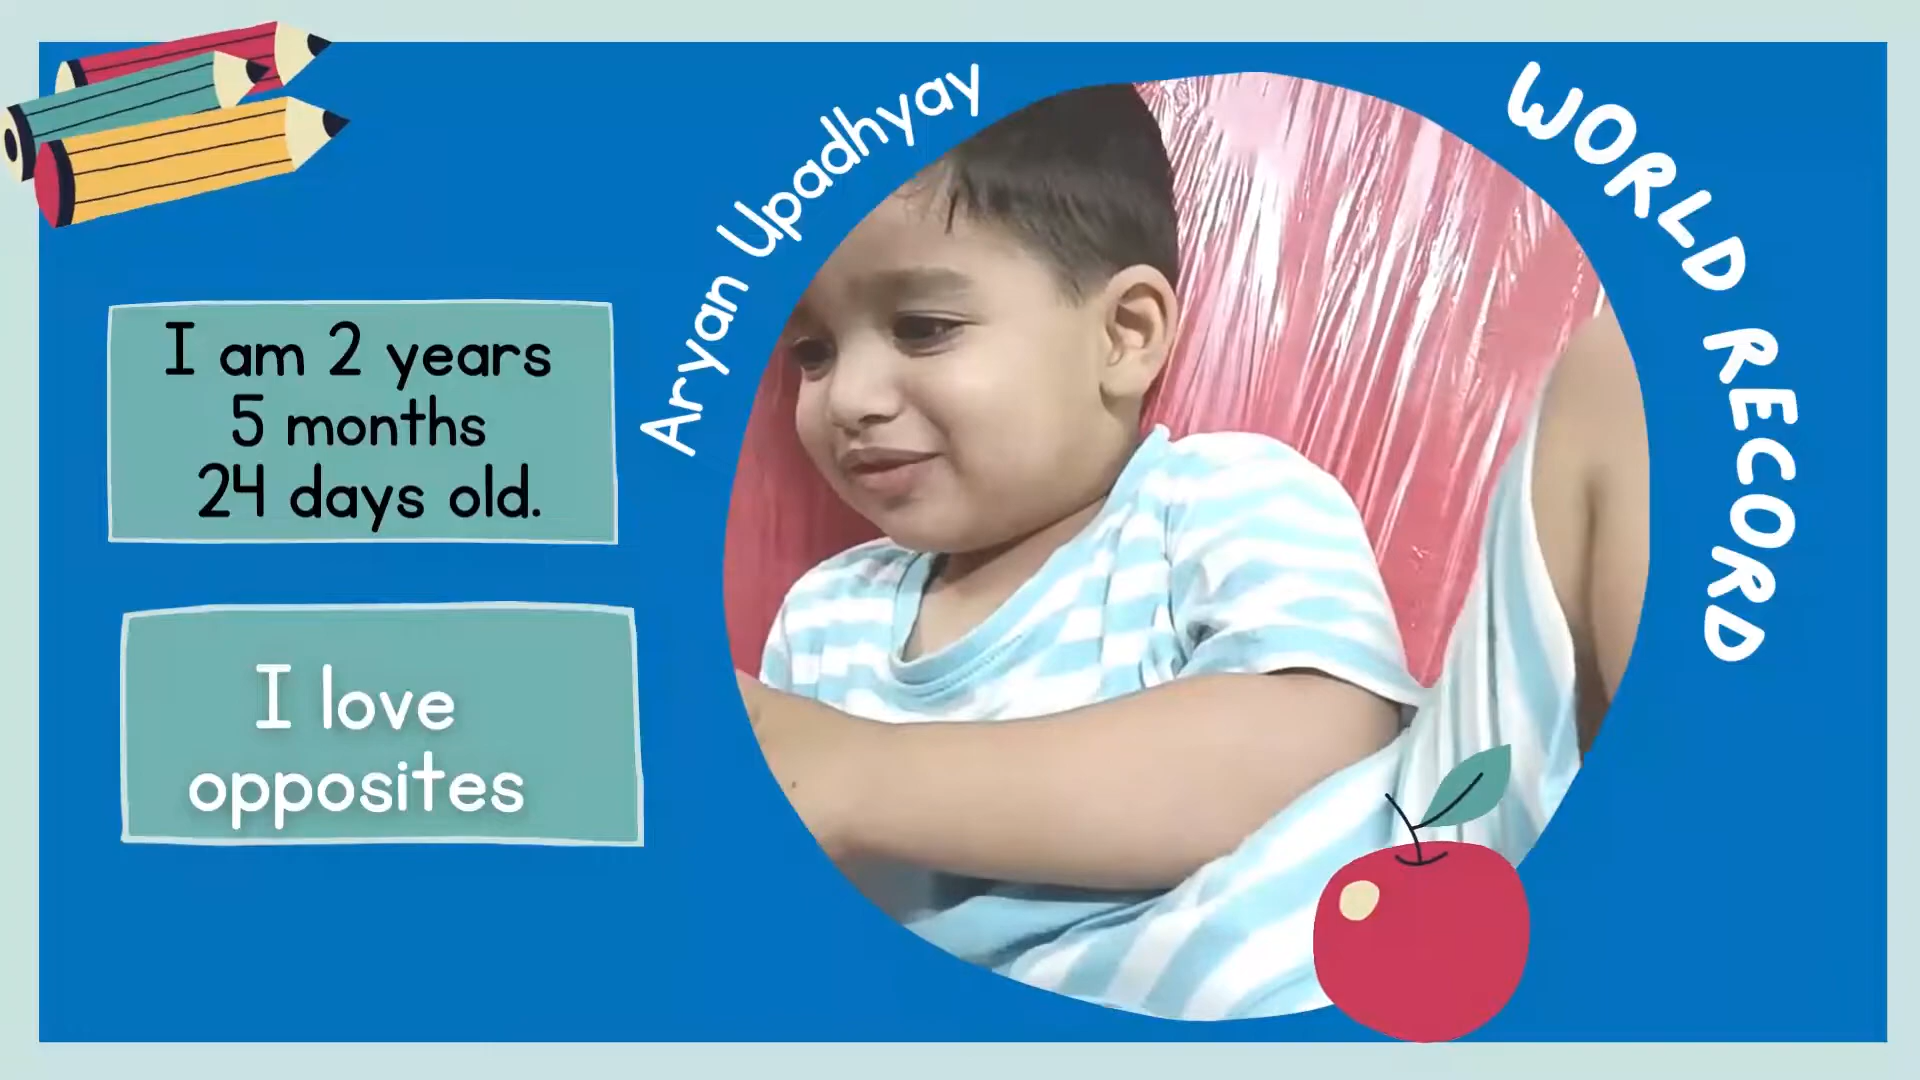 I am 2 years
5 months
24 days old.
I love
opposites
Aryan Upadhyay
WORLD RECORD